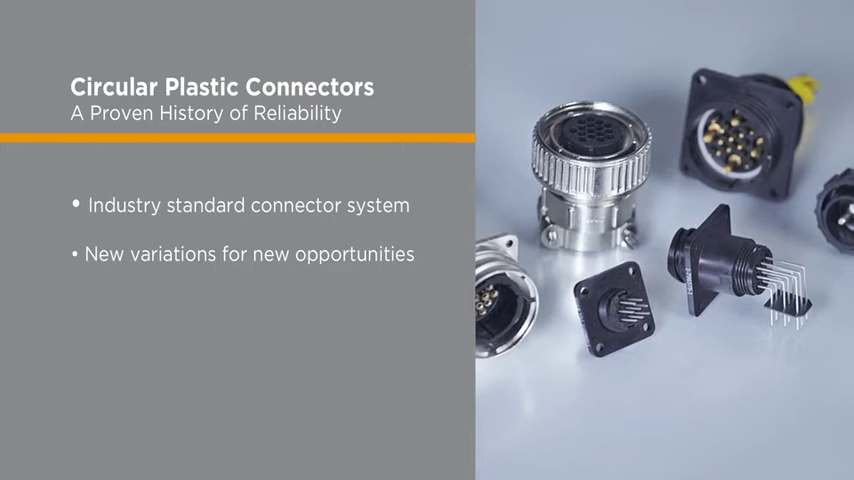 Circular Plastic Connectors
A Proven History of Reliability
• Industry standard connector system
• New variations for new opportunities